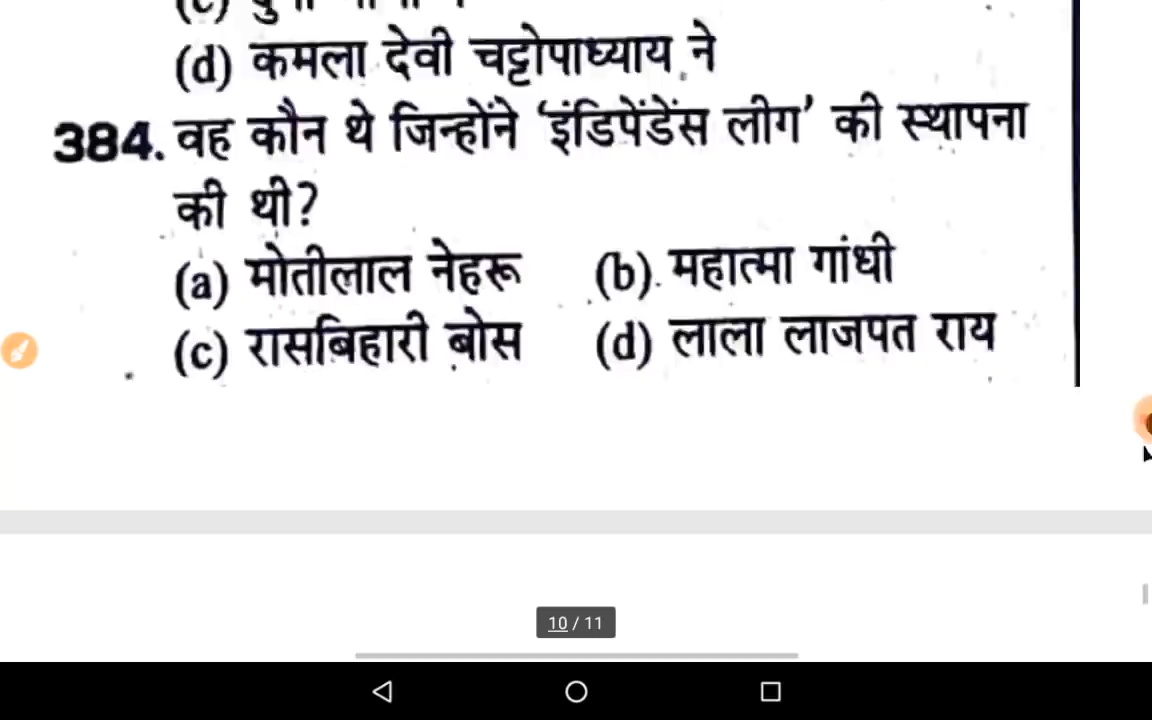 (d) कमला देवी चट्टोपाध्याय ने
384. वह कौन थे जिन्होंने ‘इंडिपेंडेंस लीग’ की स्थापना
की थी?
(a) मोतीलाल नेहरू (b) महात्मा गांधी
(c) रासबिहारी बोस (d) लाला लाजपत राय
10 / 11